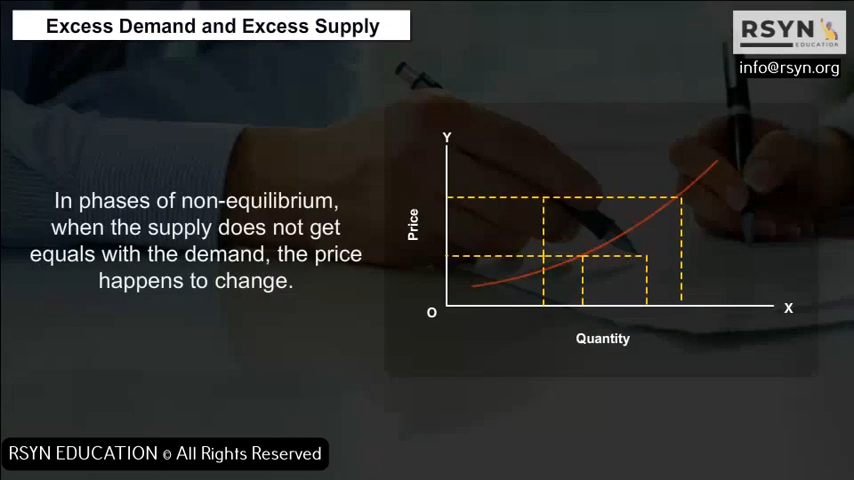 Excess Demand and Excess Supply
RSYN
EDUCATION
info@rsyn.org
In phases of non-equilibrium,
when the supply does not get
equals with the demand, the price
happens to change.
Y
Price
O
X
Quantity
RSYN EDUCATION © All Rights Reserved